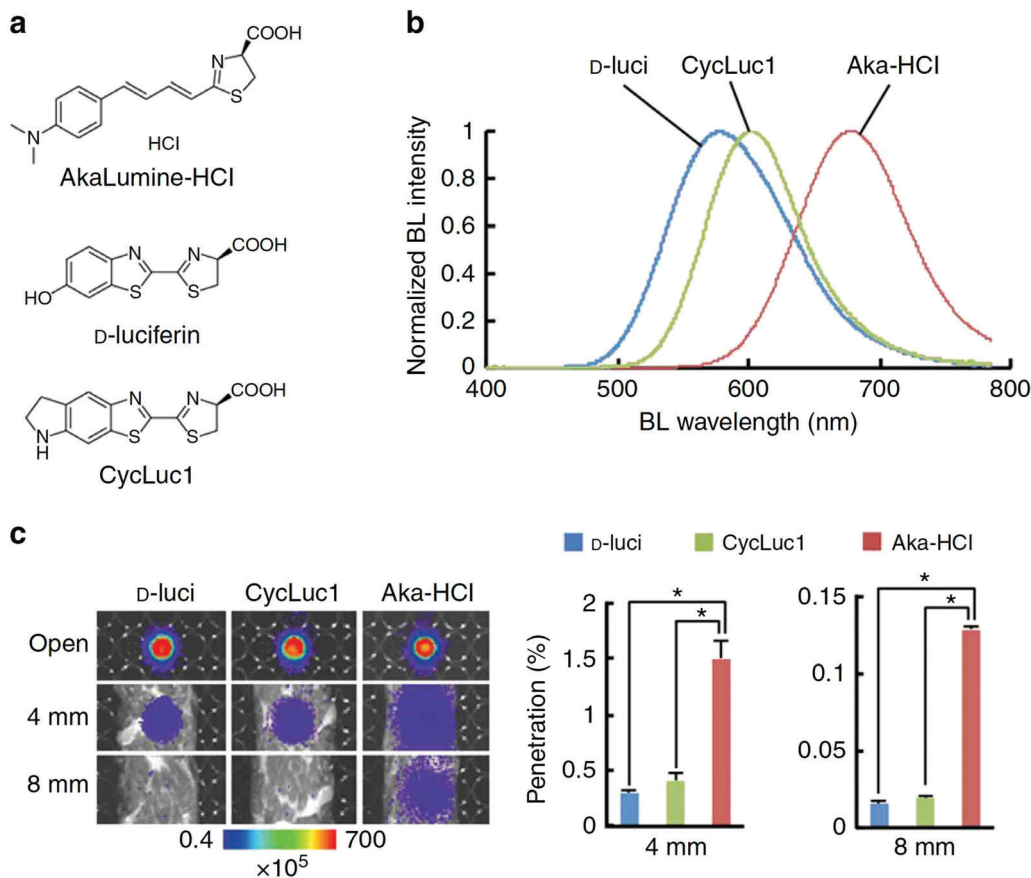 a
COOH
N
S
N
HCl
AkaLumine-HCl
N
N
COOH
HO
S
S
D-luciferin
N
N
COOH
N
H
S
S
CycLuc1
b
D-luci
CycLuc1
Aka-HCl
Normalized BL intensity
1
0.8
0.6
0.4
0.2
0
400
500
600
700
800
BL wavelength (nm)
c
D-luci
CycLuc1
Aka-HCl
Open
4 mm
8 mm
0.4
700
×10⁵
D-luci
CycLuc1
Aka-HCl
Penetration (%)
2
1.5
1
0.5
0
*
*
4 mm
0.15
0.1
0.05
0
*
*
8 mm